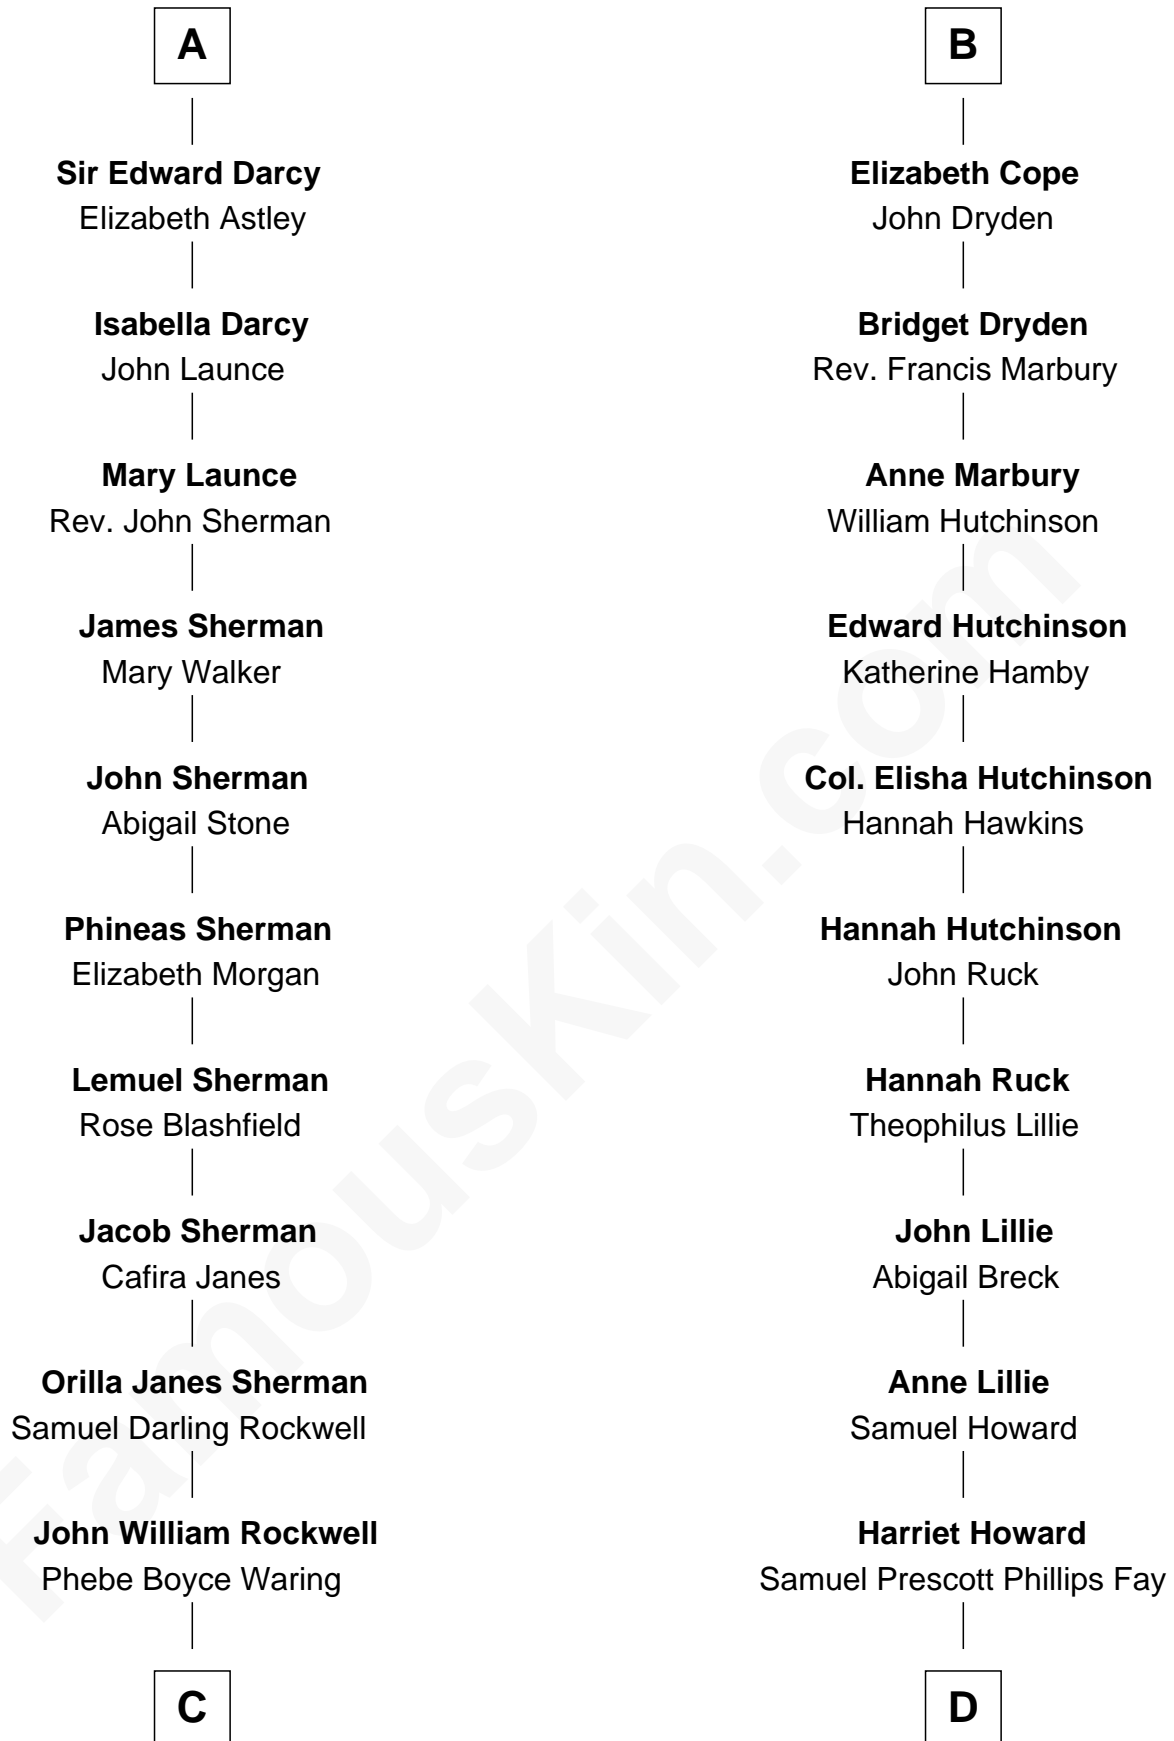 A
Sir Edward Darcy
Elizabeth Astley
Isabella Darcy
John Launce
Mary Launce
Rev. John Sherman
James Sherman
Mary Walker
John Sherman
Abigail Stone
Phineas Sherman
Elizabeth Morgan
Lemuel Sherman
Rose Blashfield
Jacob Sherman
Cafira Janes
Orilla Janes Sherman
Samuel Darling Rockwell
John William Rockwell
Phebe Boyce Waring
C
B
Elizabeth Cope
John Dryden
Bridget Dryden
Rev. Francis Marbury
Anne Marbury
William Hutchinson
Edward Hutchinson
Katherine Hamby
Col. Elisha Hutchinson
Hannah Hawkins
Hannah Hutchinson
John Ruck
Hannah Ruck
Theophilus Lillie
John Lillie
Abigail Breck
Anne Lillie
Samuel Howard
Harriet Howard
Samuel Prescott Phillips Fay
D
FamousKin.com